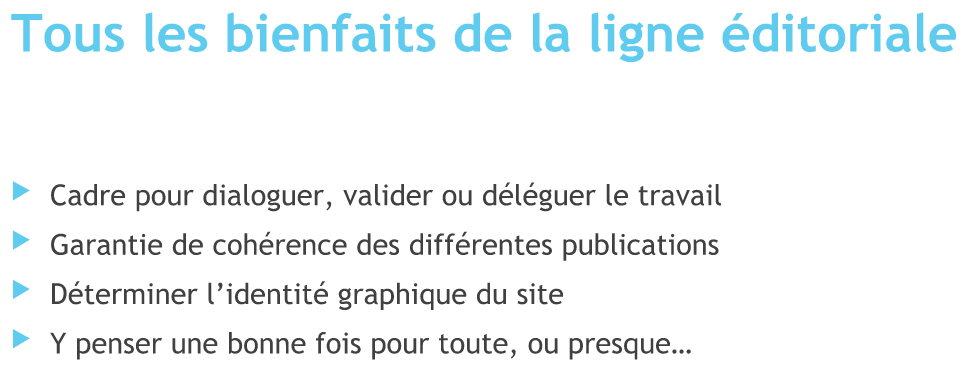 Tous les bienfaits de la ligne éditoriale
Cadre pour dialoguer, valider ou déléguer le travail
Garantie de cohérence des différentes publications
Déterminer l’identité graphique du site
Y penser une bonne fois pour toute, ou presque…